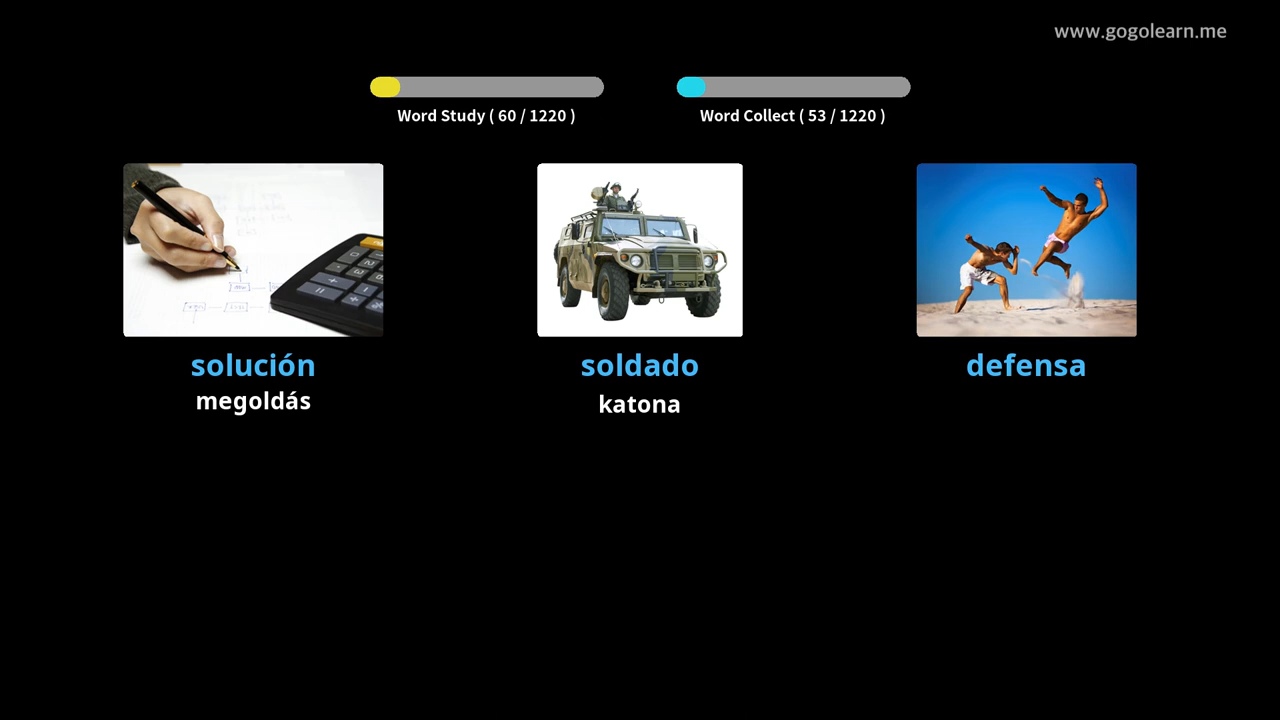 www.gogolearn.me
Word Study ( 60 / 1220 )
Word Collect ( 53 / 1220 )
solución
megoldás
soldado
katona
defensa